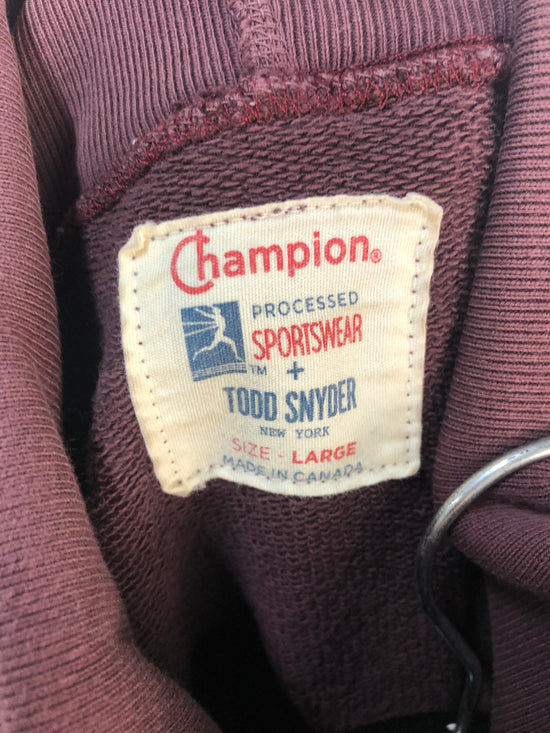 Champion®
PROCESSED
SPORTSWEAR
TM +
TODD SNYDER
NEW YORK
SIZE - LARGE
MADE IN CANADA